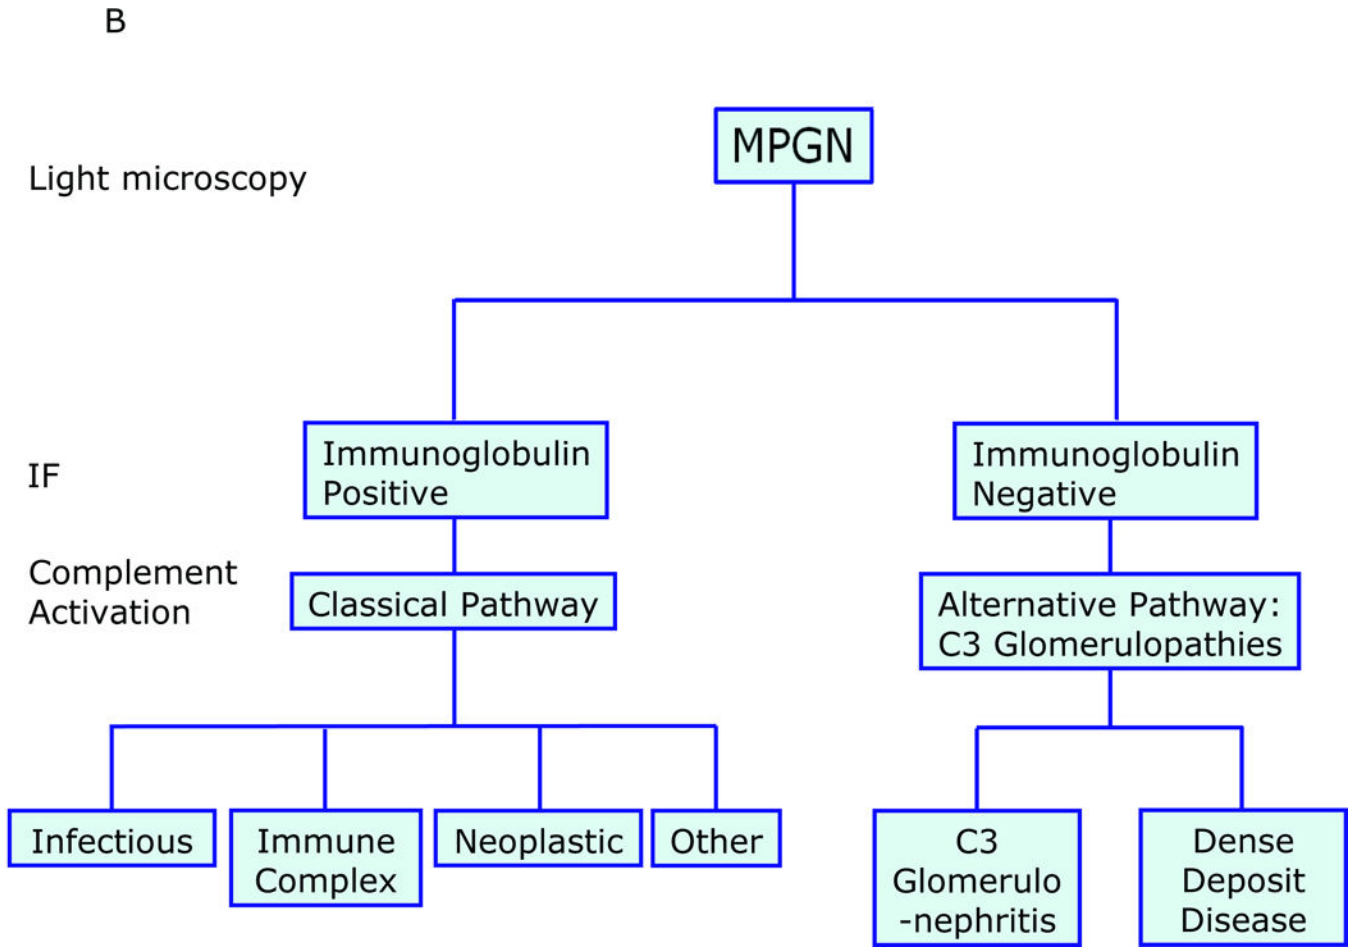 B
MPGN
Light microscopy
Immunoglobulin
Positive
Immunoglobulin
Negative
IF
Complement
Activation
Classical Pathway
Alternative Pathway:
C3 Glomerulopathies
Infectious
Immune
Complex
Neoplastic
Other
C3
Glomerulo
-nephritis
Dense
Deposit
Disease